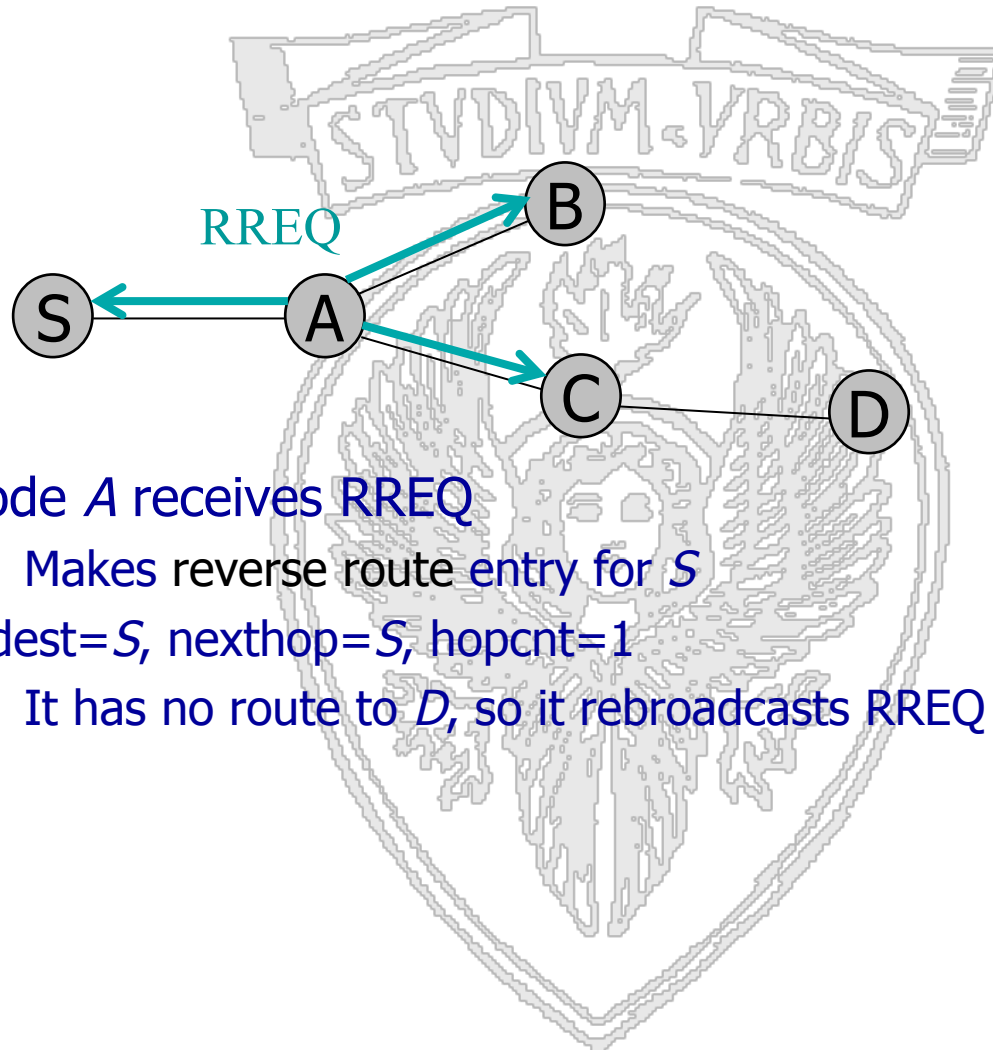 STVDIVM VRBIS
RREQ
B
S
A
C
D
ode A receives RREQ
Makes reverse route entry for S
dest=S, nexthop=S, hopcnt=1
It has no route to D, so it rebroadcasts RREQ